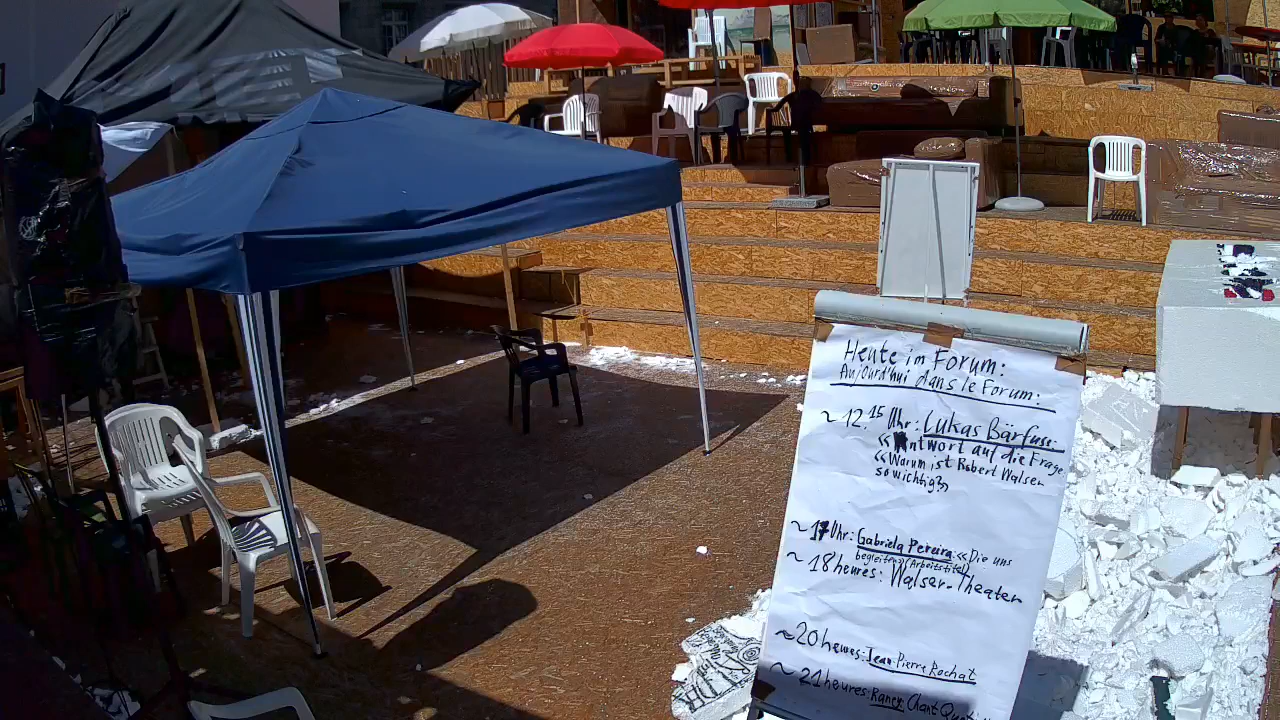 Heute im Forum:
Aujourd'hui dans le Forum:
~ 12.15 Uhr: Lukas Bärfuss:
«Antwort auf die Frage
«Warum ist Robert Walser
so wichtig?»
~ 17 Uhr: Gabriela Pereira: «Die uns
begleiten» (Arbeitstitel)
~ 18 heures: Walser-Theater
~ 20 heures: Jean-Pierre Rochat
~ 21 heures: Chant